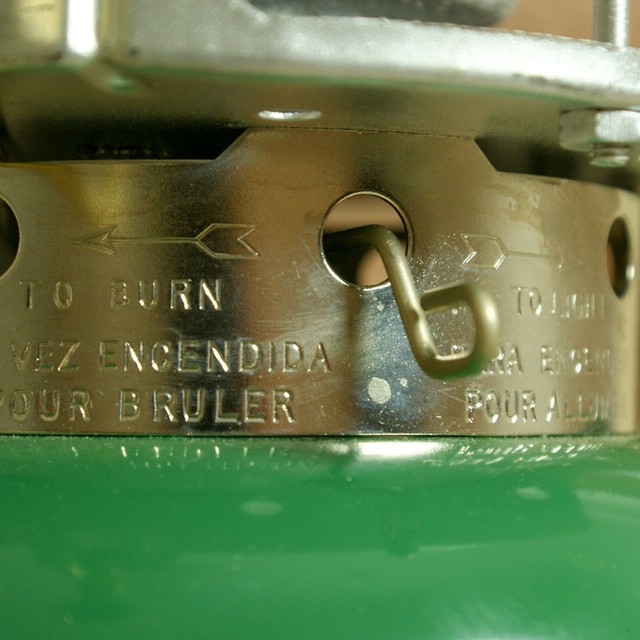 TO BURN
VEZ ENCENDIDA
POUR BRULER
TO LIGHT
POUR